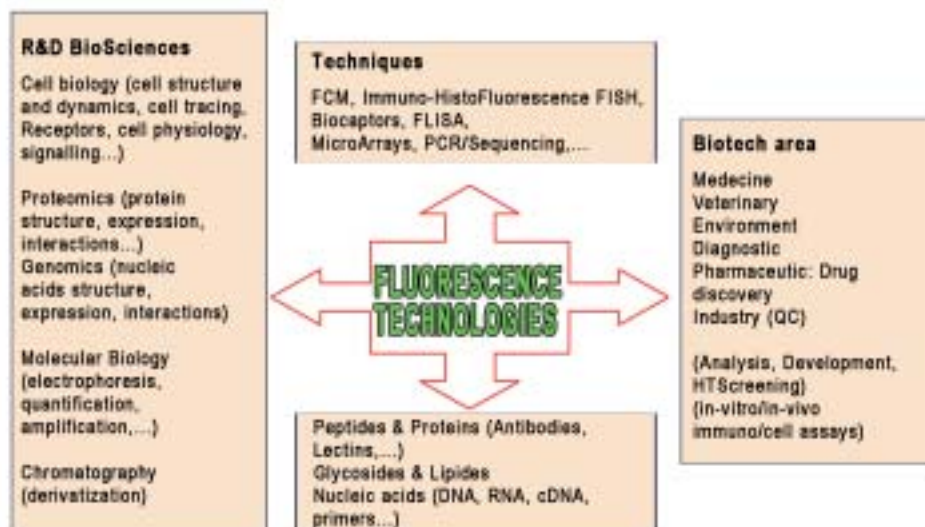 R&D BioSciences
Cell biology (cell structure
and dynamics, cell tracing,
Receptors, cell physiology,
signalling...)
Proteomics (protein
structure, expression,
interactions...)
Genomics (nucleic
acids structure,
expression, interactions)
Molecular Biology
(electrophoresis,
quantification,
amplification,...)
Chromatography
(derivatization)
Techniques
FCM, Immuno-HistoFluorescence FISH,
Biocaptors, FLISA,
MicroArrays, PCR/Sequencing,...
FLUORESCENCE
TECHNOLOGIES
Peptides & Proteins (Antibodies,
Lectins,...)
Glycosides & Lipides
Nucleic acids (DNA, RNA, cDNA,
primers...)
Biotech area
Medecine
Veterinary
Environment
Diagnostic
Pharmaceutic: Drug
discovery
Industry (QC)
(Analysis, Development,
HTScreening)
(in-vitro/in-vivo
immuno/cell assays)